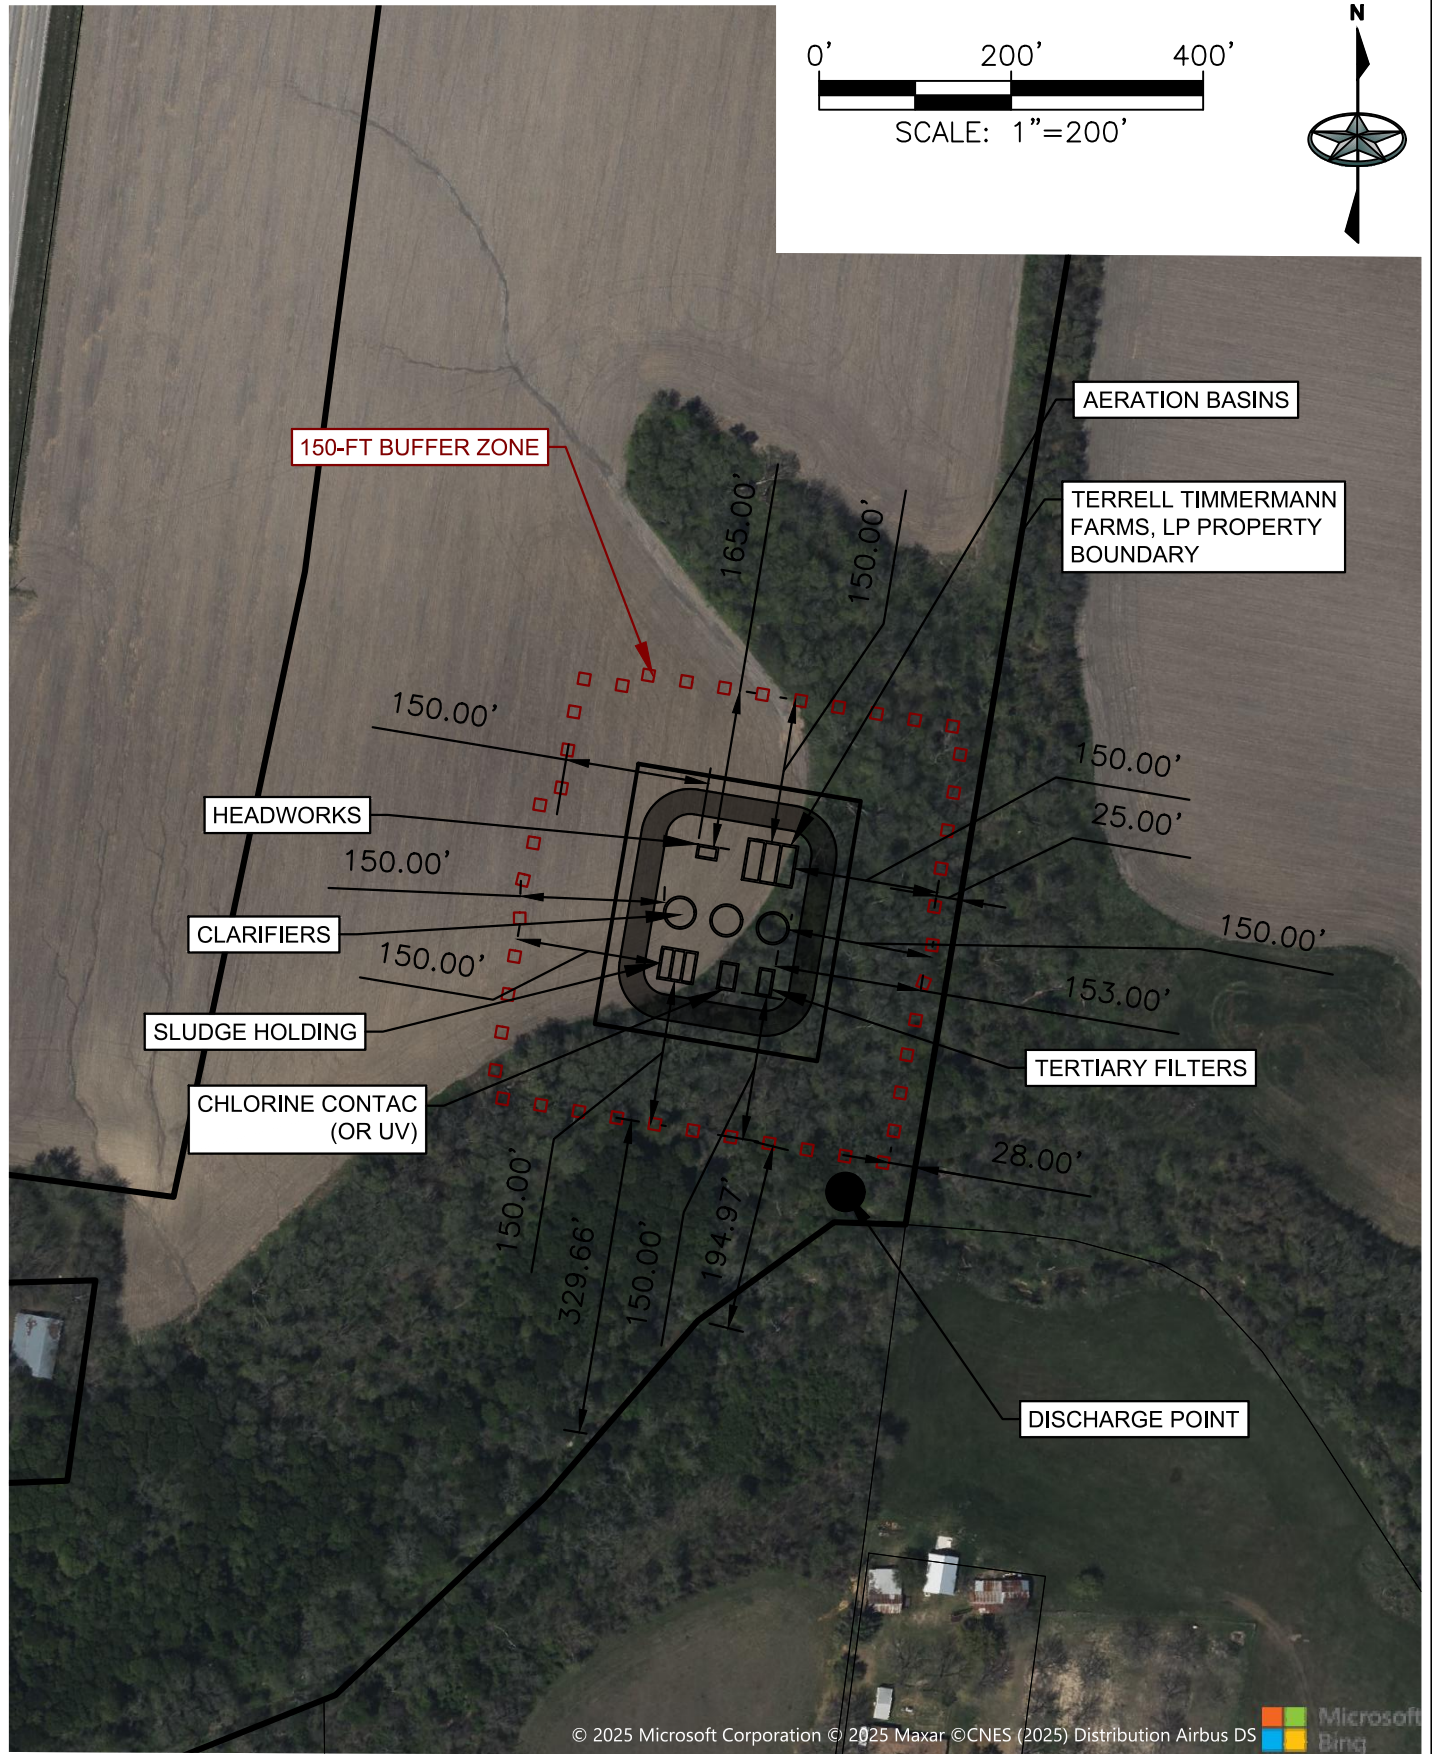 N
0' 200' 400'
SCALE: 1"=200'
AERATION BASINS
150-FT BUFFER ZONE
TERRELL TIMMERMANN
FARMS, LP PROPERTY
BOUNDARY
165.00'
150.00'
150.00'
150.00'
HEADWORKS
25.00'
150.00'
CLARIFIERS
150.00'
150.00'
153.00'
SLUDGE HOLDING
TERTIARY FILTERS
CHLORINE CONTAC
(OR UV)
28.00'
150.00'
329.66'
150.00'
194.97'
DISCHARGE POINT
© 2025 Microsoft Corporation © 2025 Maxar ©CNES (2025) Distribution Airbus DS
Microsoft
Bing